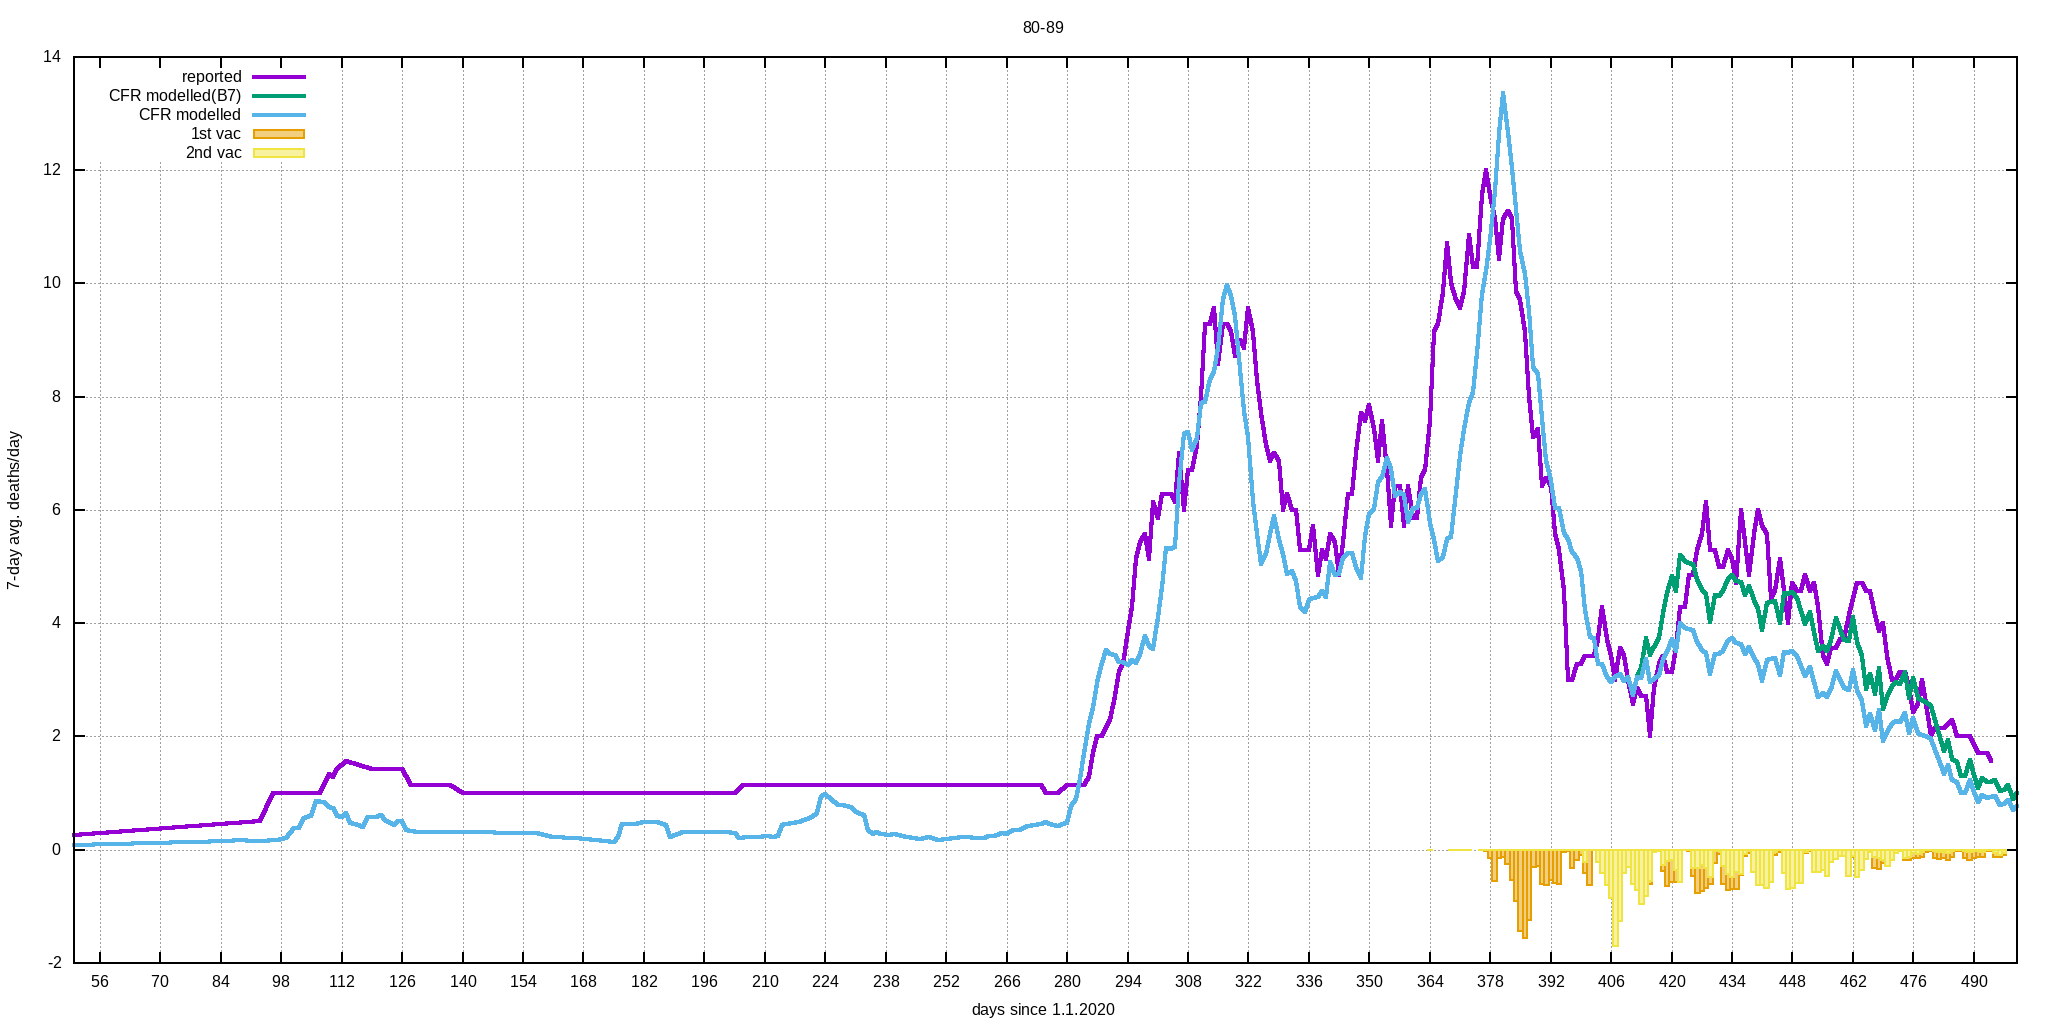 80-89
reported
CFR modelled(B7)
CFR modelled
1st vac
2nd vac
14
12
10
8
6
4
2
0
-2
7-day avg. deaths/day
56 70 84 98 112 126 140 154 168 182 196 210 224 238 252 266 280 294 308 322 336 350 364 378 392 406 420 434 448 462 476 490
days since 1.1.2020